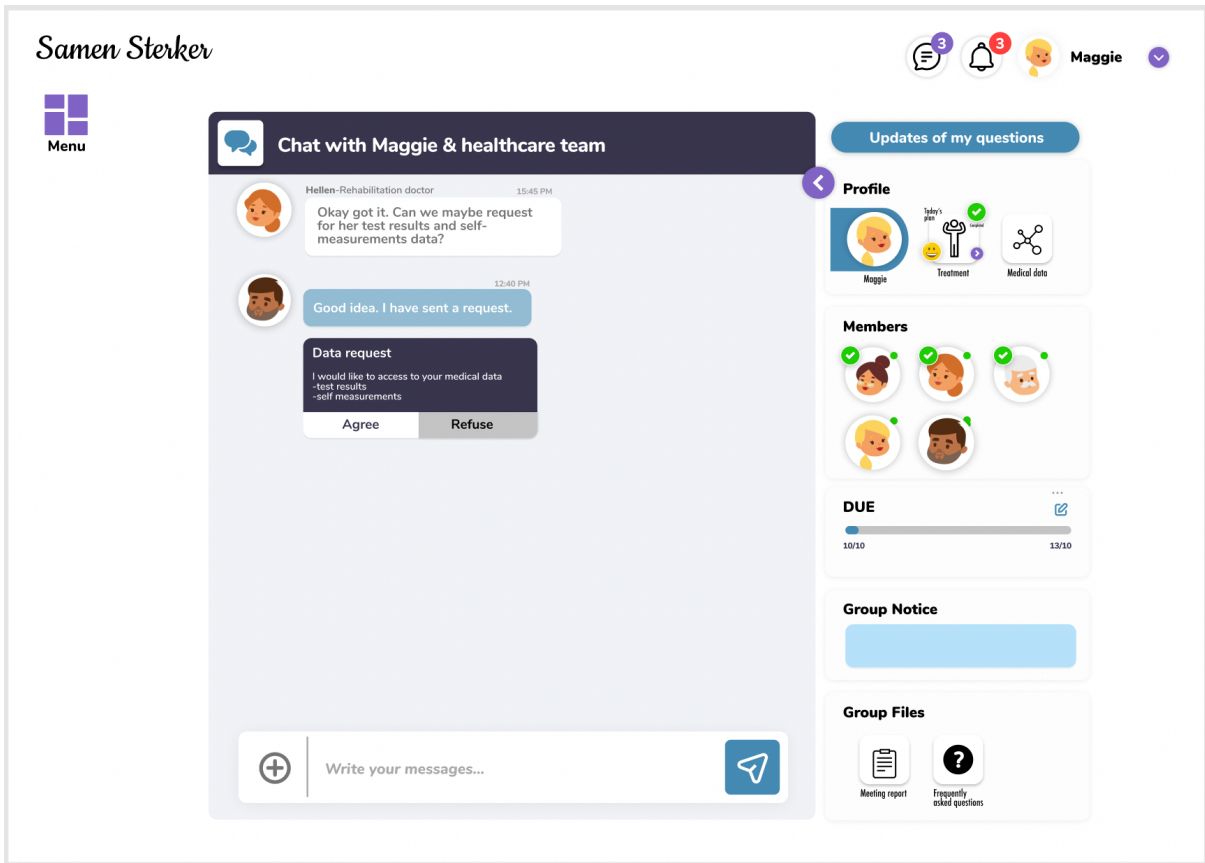 Samen Sterker
3
3
Maggie
Menu
Chat with Maggie & healthcare team
Hellen-Rehabilitation doctor
15:45 PM
Okay got it. Can we maybe request
for her test results and self-
measurements data?
12:40 PM
Good idea. I have sent a request.
Data request
I would like to access to your medical data
-test results
-self measurements
Agree
Refuse
Write your messages...
Updates of my questions
Profile
Today's
plan
Completed
Maggie
Treatment
Medical data
Members
DUE
...
10/10
13/10
Group Notice
Group Files
?
Meeting report
Frequently
asked questions